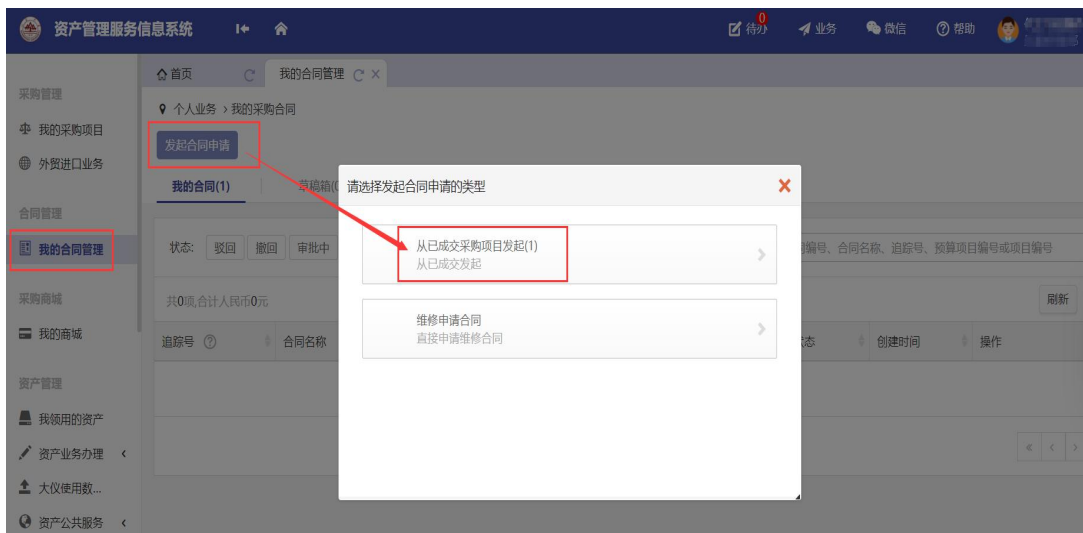 资产管理服务信息系统
0
待办
业务
微信
帮助
首页
我的合同管理
采购管理
个人业务 > 我的采购合同
我的采购项目
发起合同申请
外贸进口业务
请选择发起合同申请的类型
我的合同(1)
草稿箱(0
合同管理
我的合同管理
状态: 驳回 撤回 审批中
从已成交采购项目发起(1)
从已成交发起
编号、合同名称、追踪号、预算项目编号或项目编号
采购商城
共0项,合计人民币0元
刷新
维修申请合同
直接申请维修合同
我的商城
追踪号 合同名称
状态 创建时间 操作
资产管理
我领用的资产
资产业务办理
大仪使用数...
资产公共服务